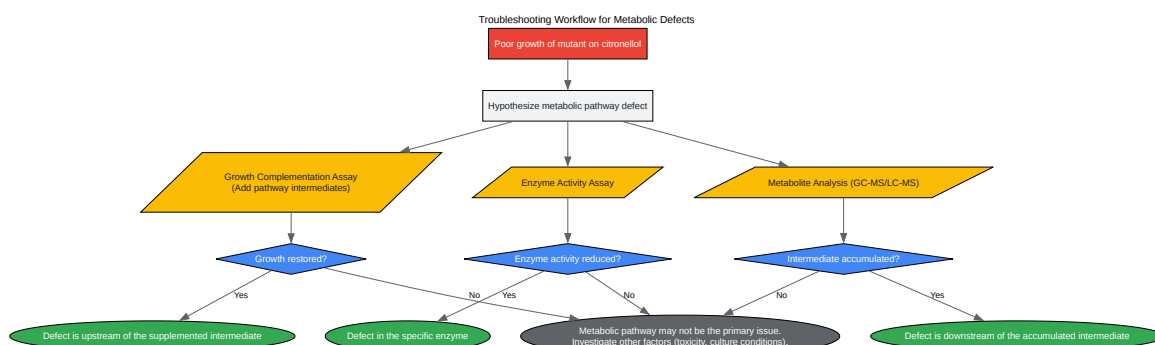 Troubleshooting Workflow for Metabolic Defects
Poor growth of mutant on citronellol
Hypothesize metabolic pathway defect
Growth Complementation Assay
(Add pathway intermediates)
Enzyme Activity Assay
Metabolite Analysis (GC-MS/LC-MS)
Growth restored?
Enzyme activity reduced?
Intermediate accumulated?
Yes
No
Yes
No
No
Yes
Defect is upstream of the supplemented intermediate
Defect in the specific enzyme
Metabolic pathway may not be the primary issue.
Investigate other factors (toxicity, culture conditions).
Defect is downstream of the accumulated intermediate